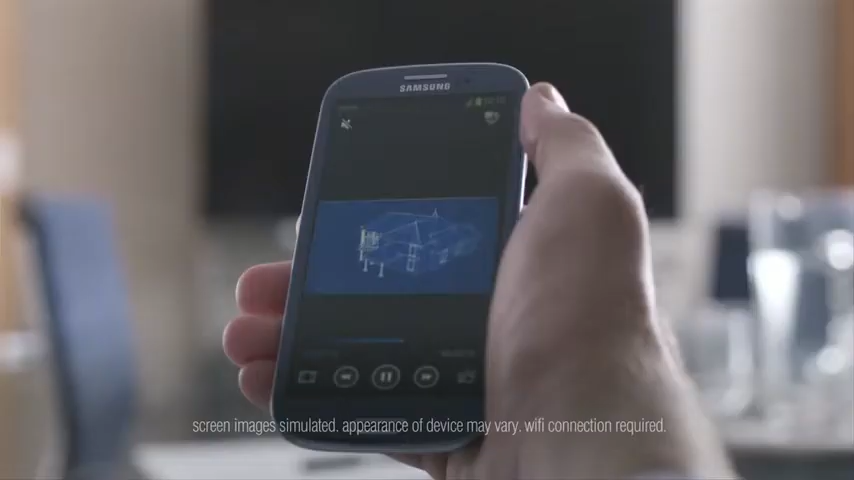 SAMSUNG
screen images simulated. appearance of device may vary. wifi connection required.